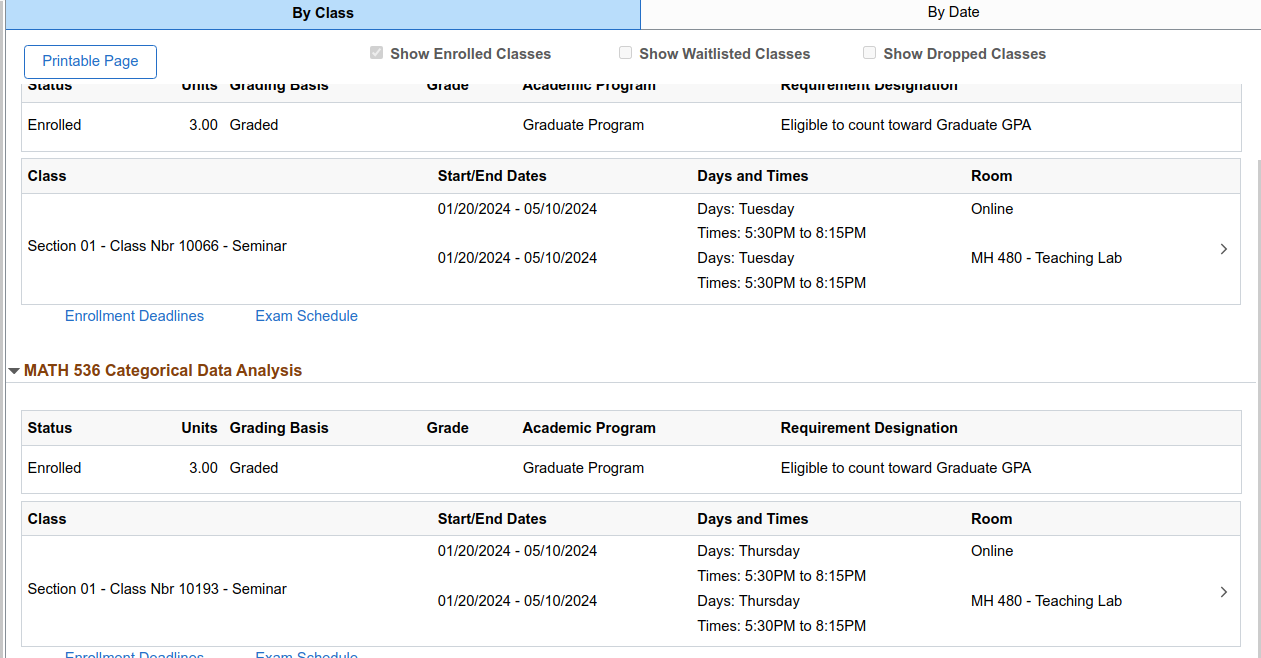 By Class By Date
Printable Page Show Enrolled Classes Show Waitlisted Classes Show Dropped Classes
Status Units Grading Basis Grade Academic Program Requirement Designation
Enrolled 3.00 Graded Graduate Program Eligible to count toward Graduate GPA
Class Start/End Dates Days and Times Room
01/20/2024 - 05/10/2024 Days: Tuesday Online
Times: 5:30PM to 8:15PM
Section 01 - Class Nbr 10066 - Seminar
01/20/2024 - 05/10/2024 Days: Tuesday MH 480 - Teaching Lab
Times: 5:30PM to 8:15PM
Enrollment Deadlines Exam Schedule
MATH 536 Categorical Data Analysis
Status Units Grading Basis Grade Academic Program Requirement Designation
Enrolled 3.00 Graded Graduate Program Eligible to count toward Graduate GPA
Class Start/End Dates Days and Times Room
01/20/2024 - 05/10/2024 Days: Thursday Online
Times: 5:30PM to 8:15PM
Section 01 - Class Nbr 10193 - Seminar
01/20/2024 - 05/10/2024 Days: Thursday MH 480 - Teaching Lab
Times: 5:30PM to 8:15PM
Enrollment Deadlines Exam Schedule